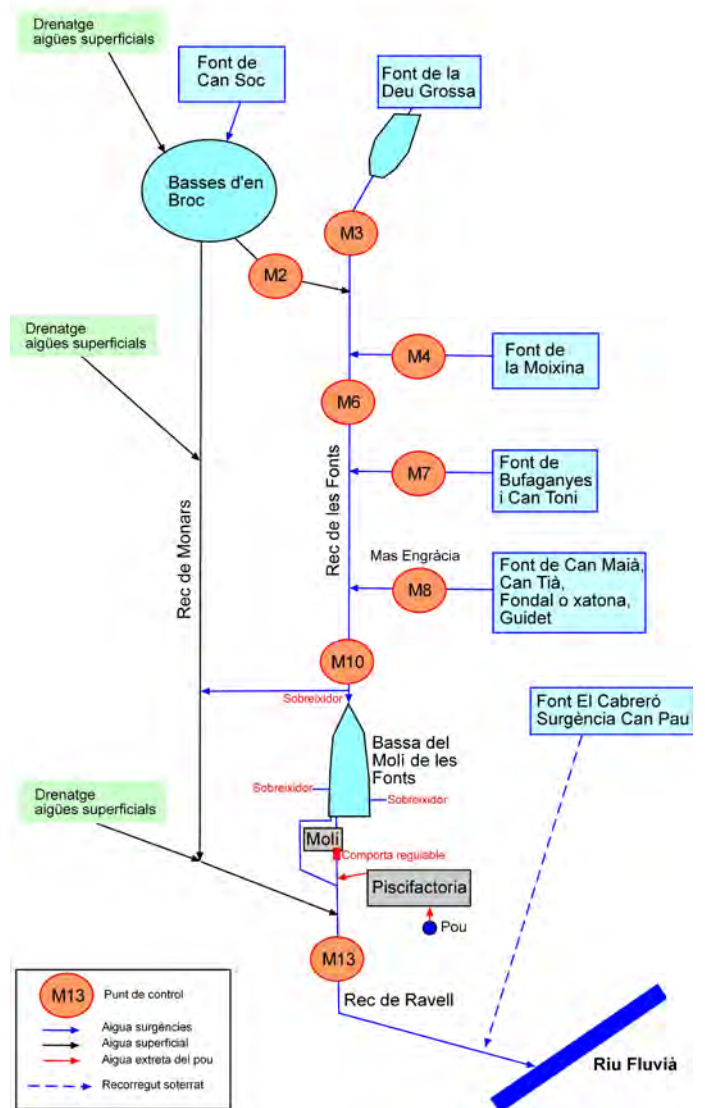 Drenatge
aigües superficials
Font de
Can Soc
Font de la
Deu Grossa
Basses d'en
Broc
M3
M2
Drenatge
aigües superficials
M4
Font de
la Moixina
M6
Rec de Monars
Rec de les Fonts
M7
Font de
Bufaganyes
i Can Toni
Mas Engràcia
M8
Font de Can Maià,
Can Tià,
Fondal o xatona,
Guidet
M10
Sobreixidor
Font El Cabreró
Surgència Can Pau
Bassa del
Molí de les
Fonts
Sobreixidor
Sobreixidor
Drenatge
aigües superficials
Molí
Comporta reguiable
Piscifactoria
Pou
M13
Rec de Ravell
Riu Fluvià
M13
Punt de control
Aigua surgències
Aigua superficial
Aigua extreta del pou
Recorregut soterrat